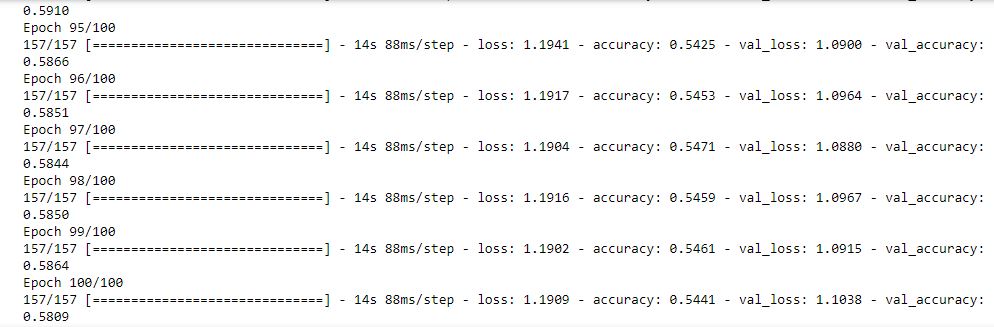 0.5910
Epoch 95/100
157/157 [==============================] - 14s 88ms/step - loss: 1.1941 - accuracy: 0.5425 - val_loss: 1.0900 - val_accuracy:
0.5866
Epoch 96/100
157/157 [==============================] - 14s 88ms/step - loss: 1.1917 - accuracy: 0.5453 - val_loss: 1.0964 - val_accuracy:
0.5851
Epoch 97/100
157/157 [==============================] - 14s 88ms/step - loss: 1.1904 - accuracy: 0.5471 - val_loss: 1.0880 - val_accuracy:
0.5844
Epoch 98/100
157/157 [==============================] - 14s 88ms/step - loss: 1.1916 - accuracy: 0.5459 - val_loss: 1.0967 - val_accuracy:
0.5850
Epoch 99/100
157/157 [==============================] - 14s 88ms/step - loss: 1.1902 - accuracy: 0.5461 - val_loss: 1.0915 - val_accuracy:
0.5864
Epoch 100/100
157/157 [==============================] - 14s 88ms/step - loss: 1.1909 - accuracy: 0.5441 - val_loss: 1.1038 - val_accuracy:
0.5809